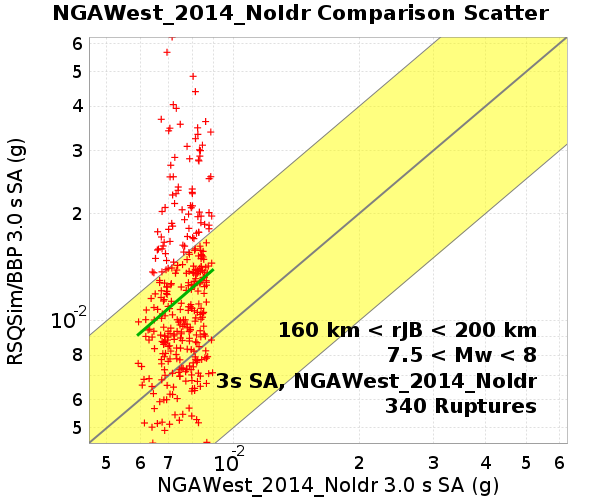 NGAWest_2014_NoIdr Comparison Scatter
6
5
4
3
2
10-2
8
6
5
RSQSim/BBP 3.0 s SA (g)
160 km < rJB < 200 km
7.5 < Mw < 8
3s SA, NGAWest_2014_NoIdr
340 Ruptures
5 6 7 10-2 2 3 4 5 6
NGAWest_2014_NoIdr 3.0 s SA (g)